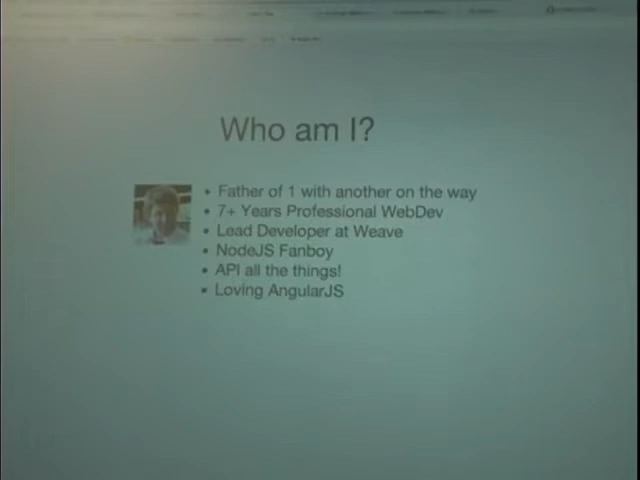 Who am I?
Father of 1 with another on the way
7+ Years Professional WebDev
Lead Developer at Weave
NodeJS Fanboy
API all the things!
Loving AngularJS